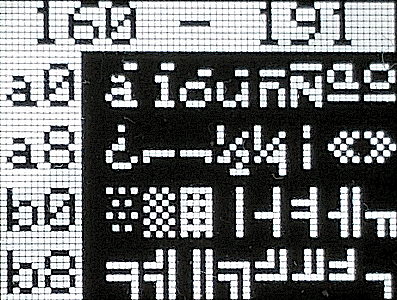 160 - 191
a0 áíóúñÑªº
a8 ¿⌐¬½¼¡«»
b0 ░▒▓│┤╡╢╖
b8 ╕╣║╗╝╜╛┐